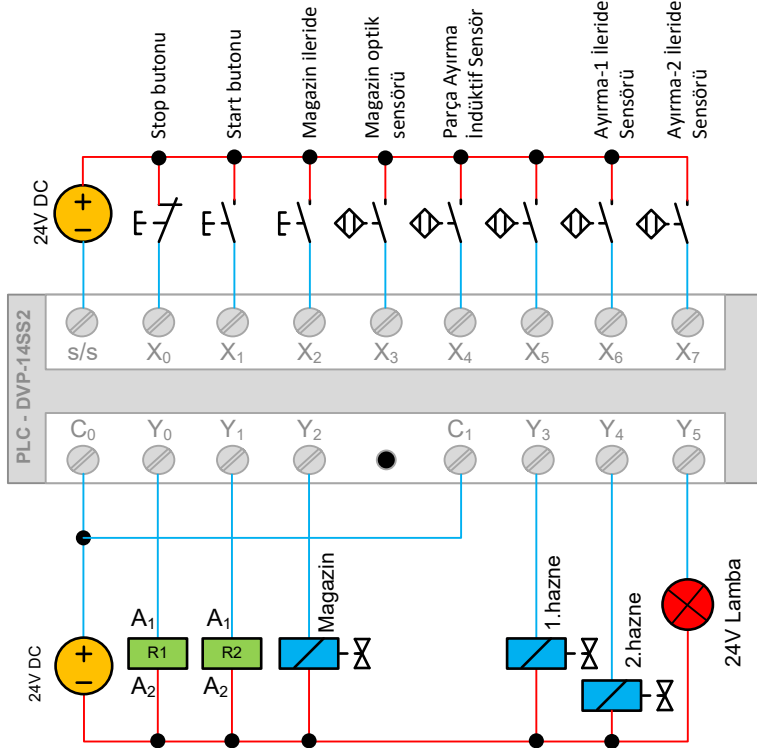 Stop butonu
Start butonu
Magazin ileride
Magazin optik
sensörü
Parça Ayırma
İndüktif Sensör
Ayırma-1 İleride
Sensörü
Ayırma-2 İleride
Sensörü
24V DC
+
−
PLC - DVP-14SS2
s/s X0 X1 X2 X3 X4 X5 X6 X7
C0 Y0 Y1 Y2 C1 Y3 Y4 Y5
24V DC
+
−
A1
R1
A2
A1
R2
A2
Magazin
1.hazne
2.hazne
24V Lamba